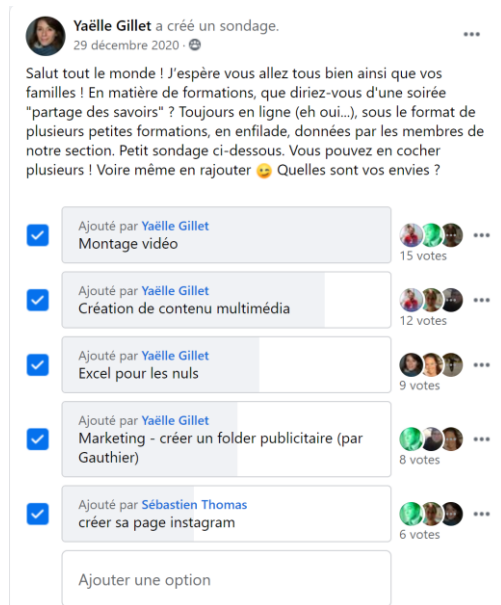 Yaëlle Gillet a créé un sondage.
29 décembre 2020 ·
Salut tout le monde ! J'espère vous allez tous bien ainsi que vos
familles ! En matière de formations, que diriez-vous d'une soirée
"partage des savoirs" ? Toujours en ligne (eh oui...), sous le format de
plusieurs petites formations, en enfilade, données par les membres de
notre section. Petit sondage ci-dessous. Vous pouvez en cocher
plusieurs ! Voire même en rajouter 😉 Quelles sont vos envies ?
Ajouté par Yaëlle Gillet
Montage vidéo
15 votes
Ajouté par Yaëlle Gillet
Création de contenu multimédia
12 votes
Ajouté par Yaëlle Gillet
Excel pour les nuls
9 votes
Ajouté par Yaëlle Gillet
Marketing - créer un folder publicitaire (par
Gauthier)
8 votes
Ajouté par Sébastien Thomas
créer sa page instagram
6 votes
Ajouter une option